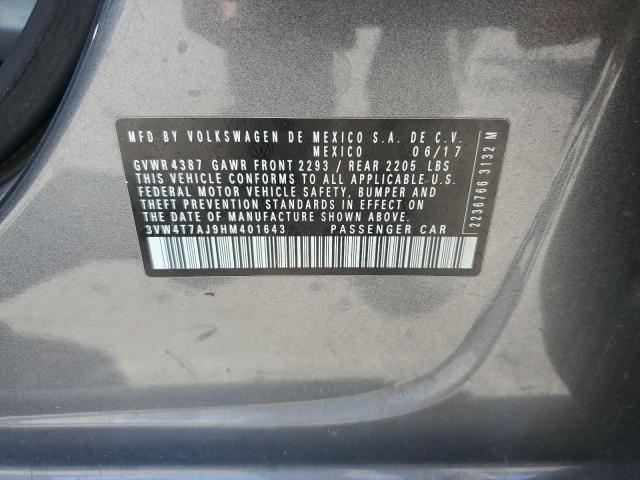 MFD BY VOLKSWAGEN DE MEXICO S.A. DE C.V.
MEXICO 06/17
GVWR 4387 GAWR FRONT 2293 / REAR 2205 LBS
THIS VEHICLE CONFORMS TO ALL APPLICABLE U.S.
FEDERAL MOTOR VEHICLE SAFETY, BUMPER AND
THEFT PREVENTION STANDARDS IN EFFECT ON THE
DATE OF MANUFACTURE SHOWN ABOVE.
3VW4T7AJ9HM401643 PASSENGER CAR
2236766 3132 M